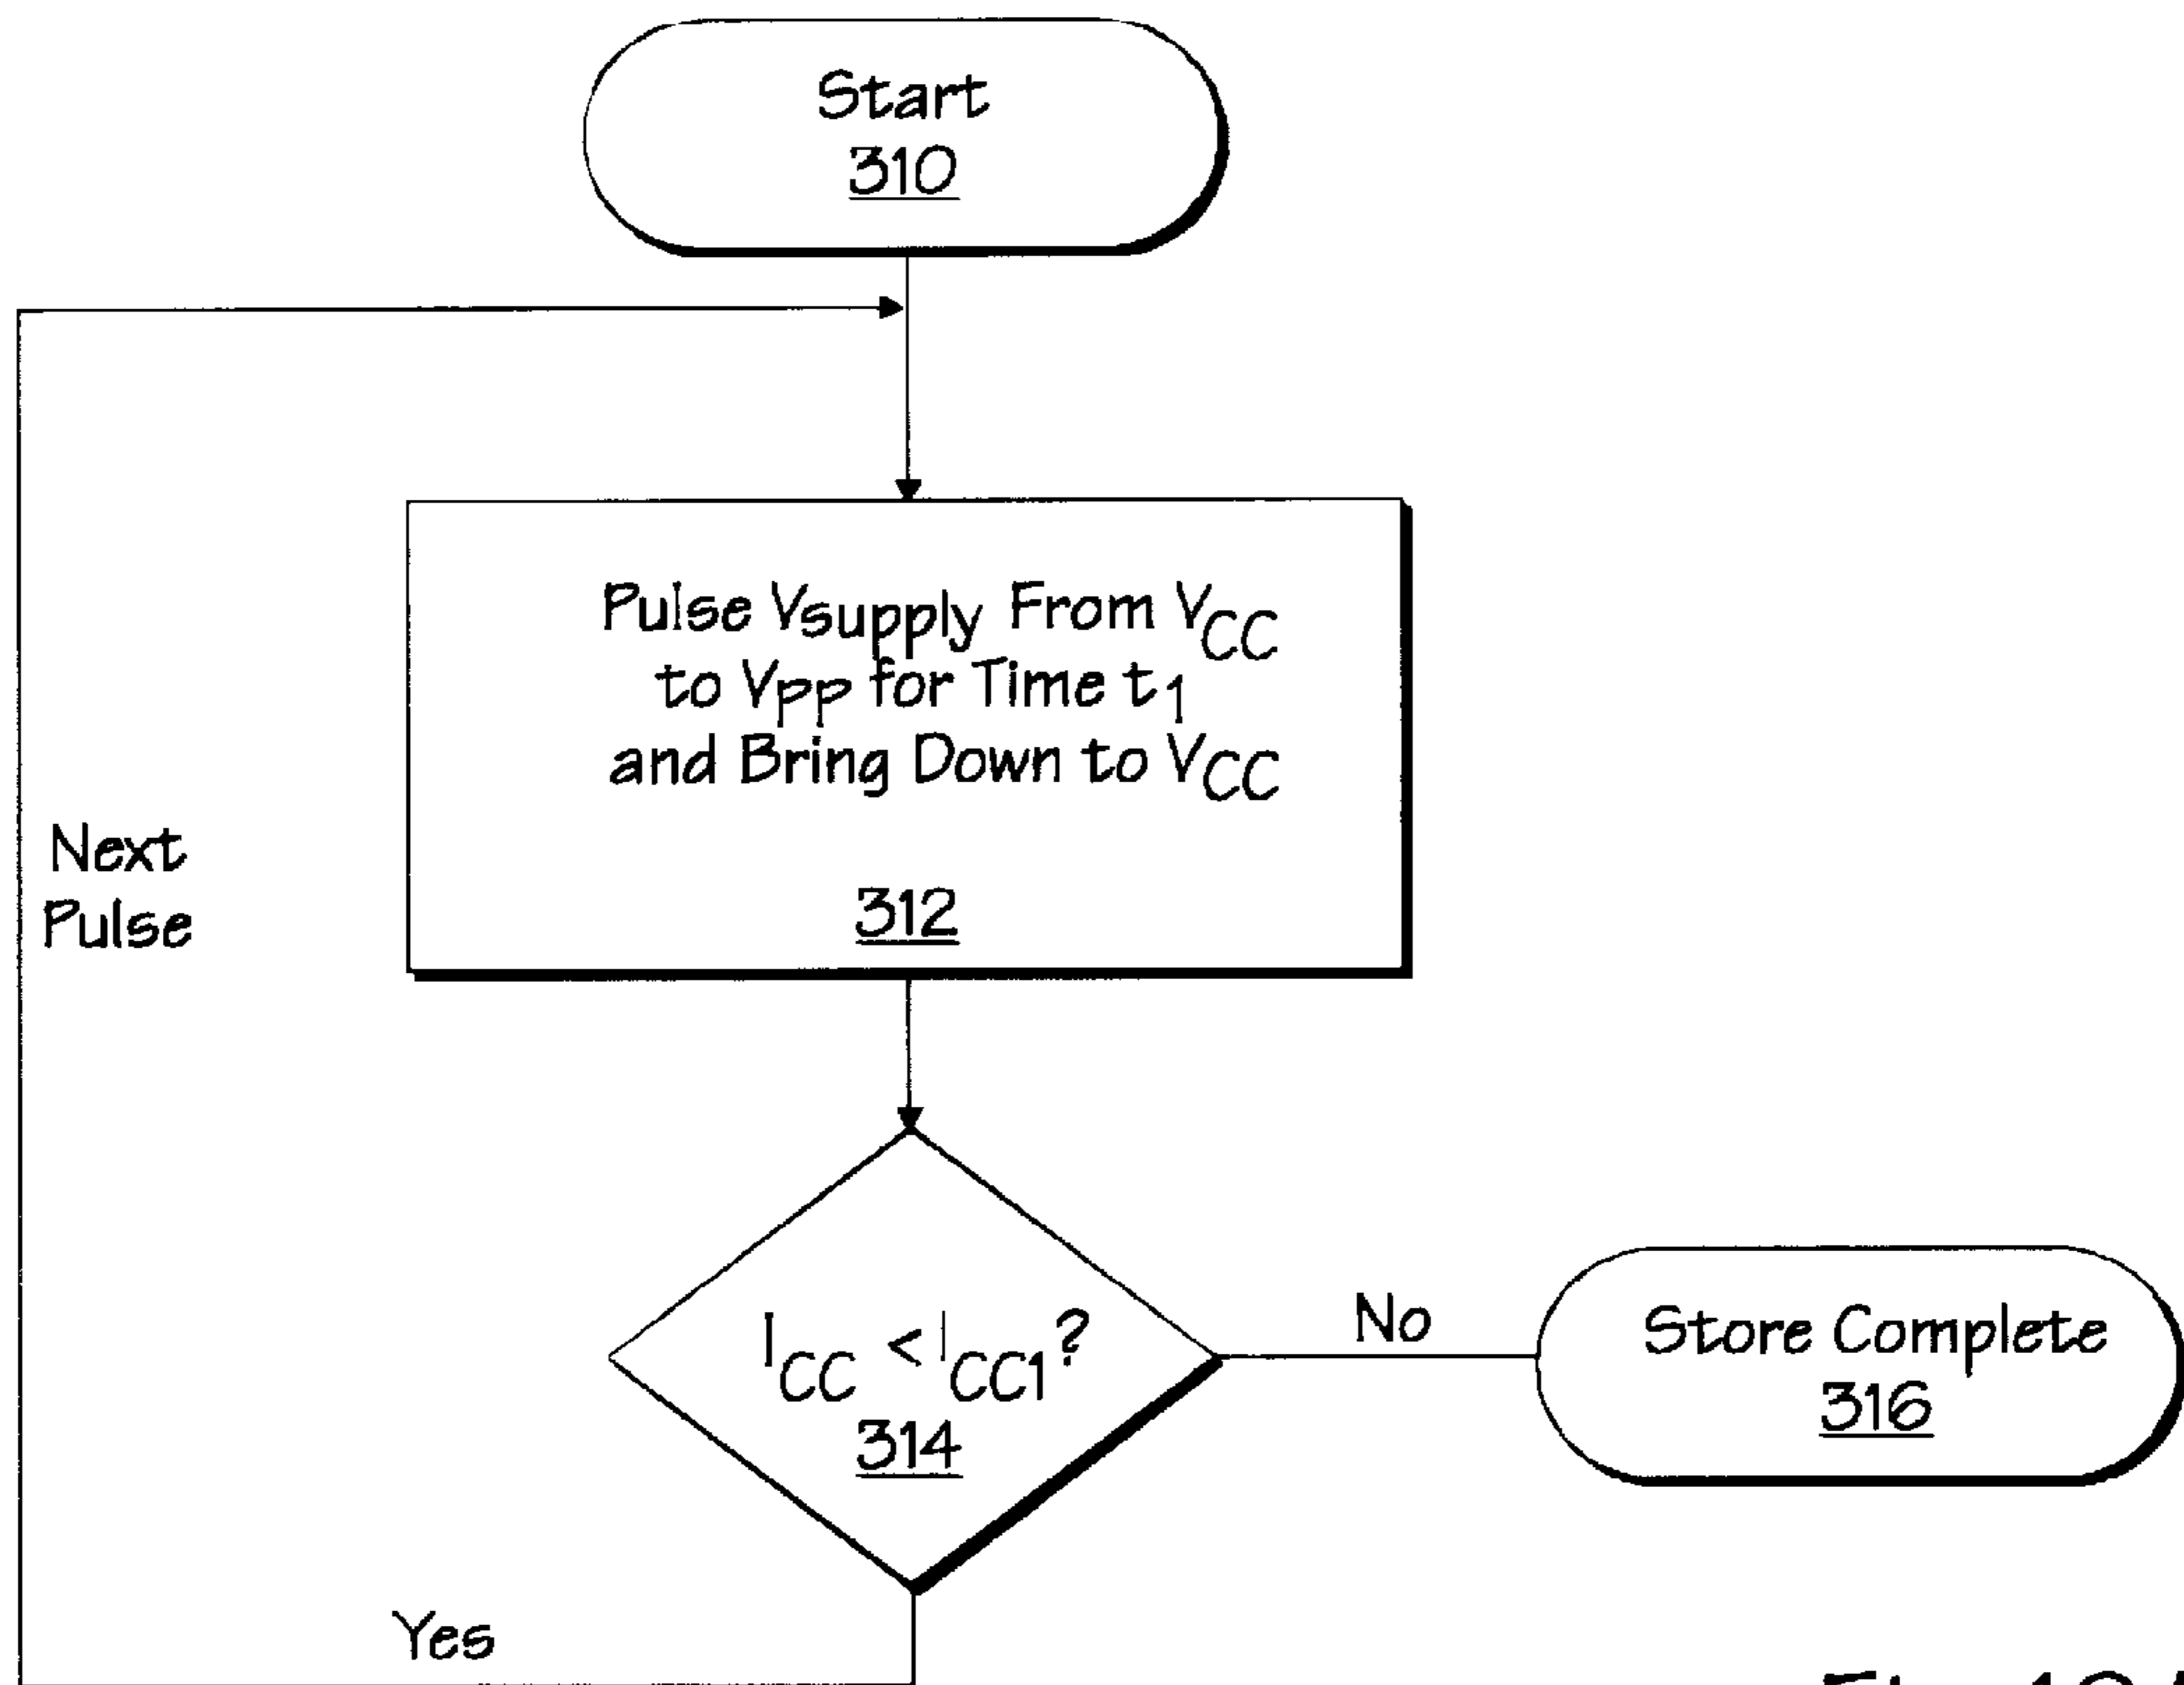 Start
310
Pulse Vsupply From VCC
to VPP for Time t1
and Bring Down to VCC
312
Next
Pulse
ICC < ICC1?
314
No
Store Complete
316
Yes